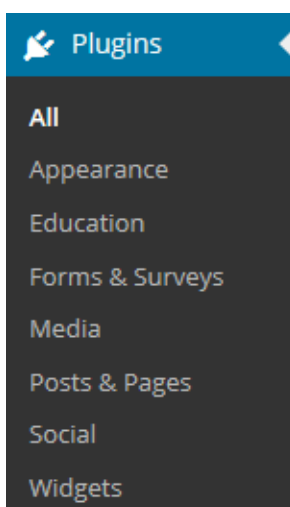 Plugins
All
Appearance
Education
Forms & Surveys
Media
Posts & Pages
Social
Widgets